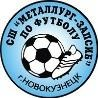 СШ "МЕТАЛЛУРГ-ЗАПСИБ"
ПО ФУТБОЛУ
г.НОВОКУЗНЕЦК